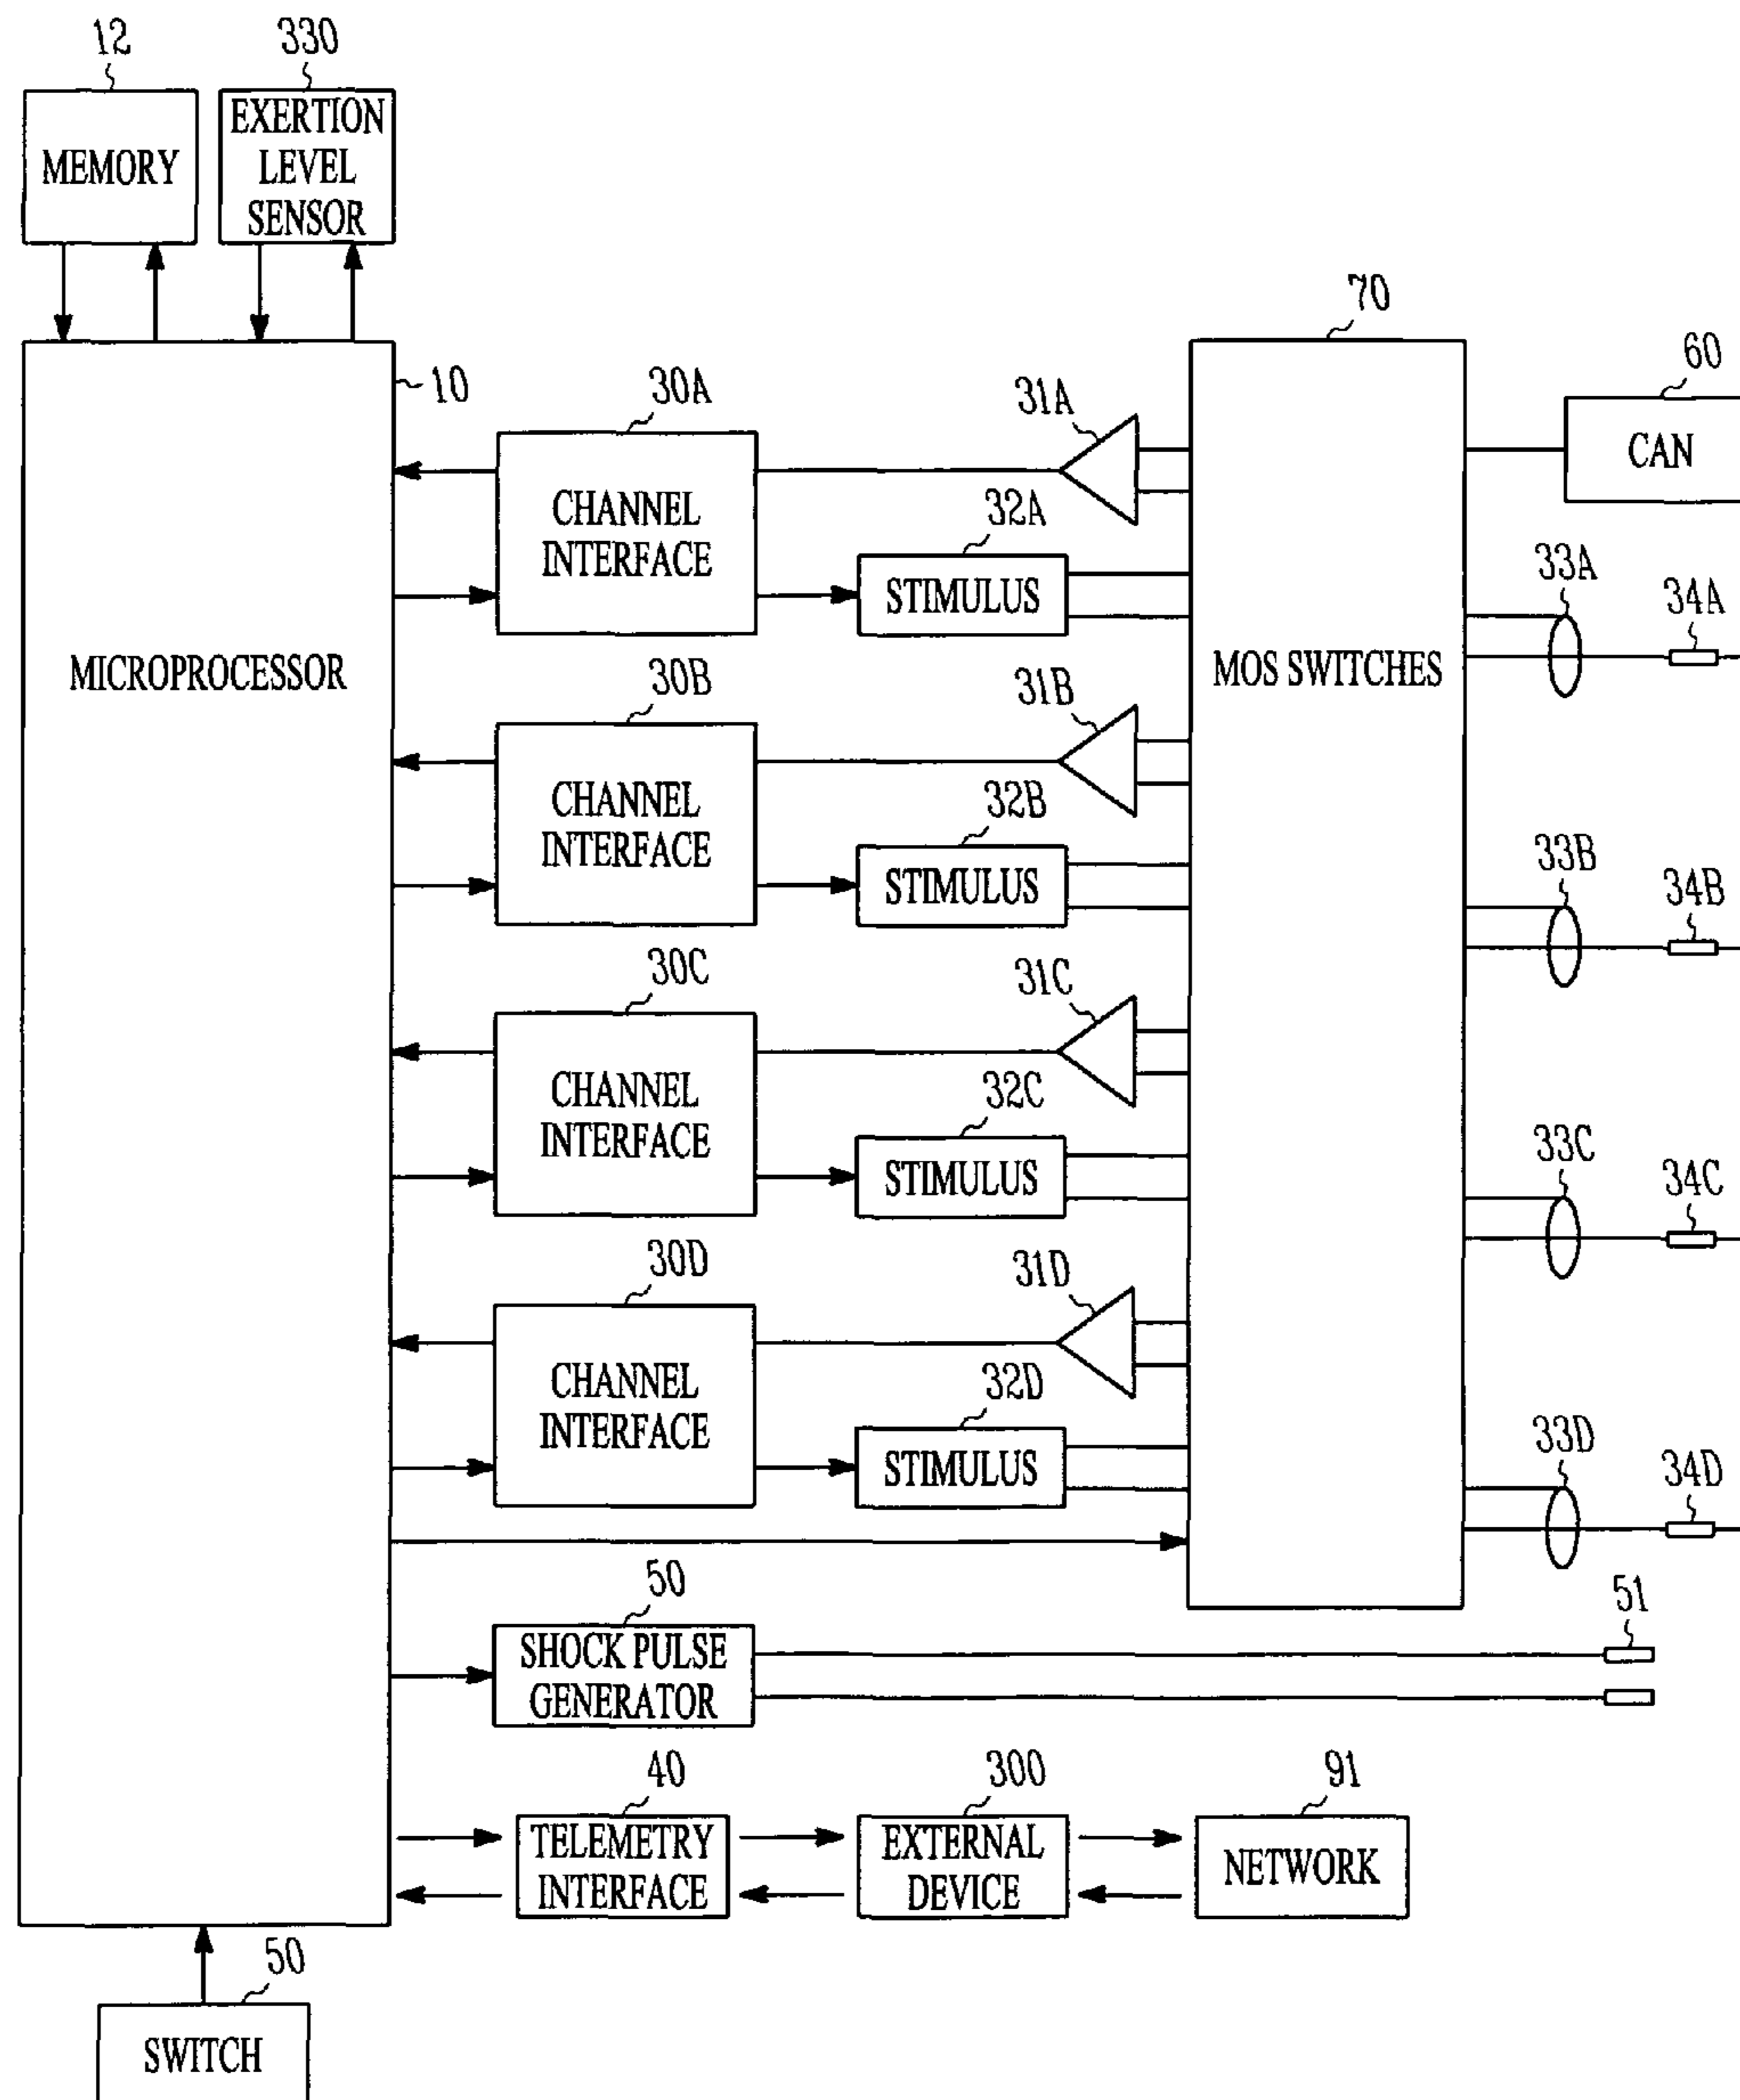 12
330
MEMORY
EXERTION
LEVEL
SENSOR
70
60
10
30A
31A
CAN
CHANNEL
INTERFACE
32A
STIMULUS
33A
34A
MICROPROCESSOR
MOS SWITCHES
30B
31B
CHANNEL
INTERFACE
32B
STIMULUS
33B
34B
30C
31C
CHANNEL
INTERFACE
32C
STIMULUS
33C
34C
30D
31D
CHANNEL
INTERFACE
32D
STIMULUS
33D
34D
50
51
SHOCK PULSE
GENERATOR
40
300
91
TELEMETRY
INTERFACE
EXTERNAL
DEVICE
NETWORK
50
SWITCH